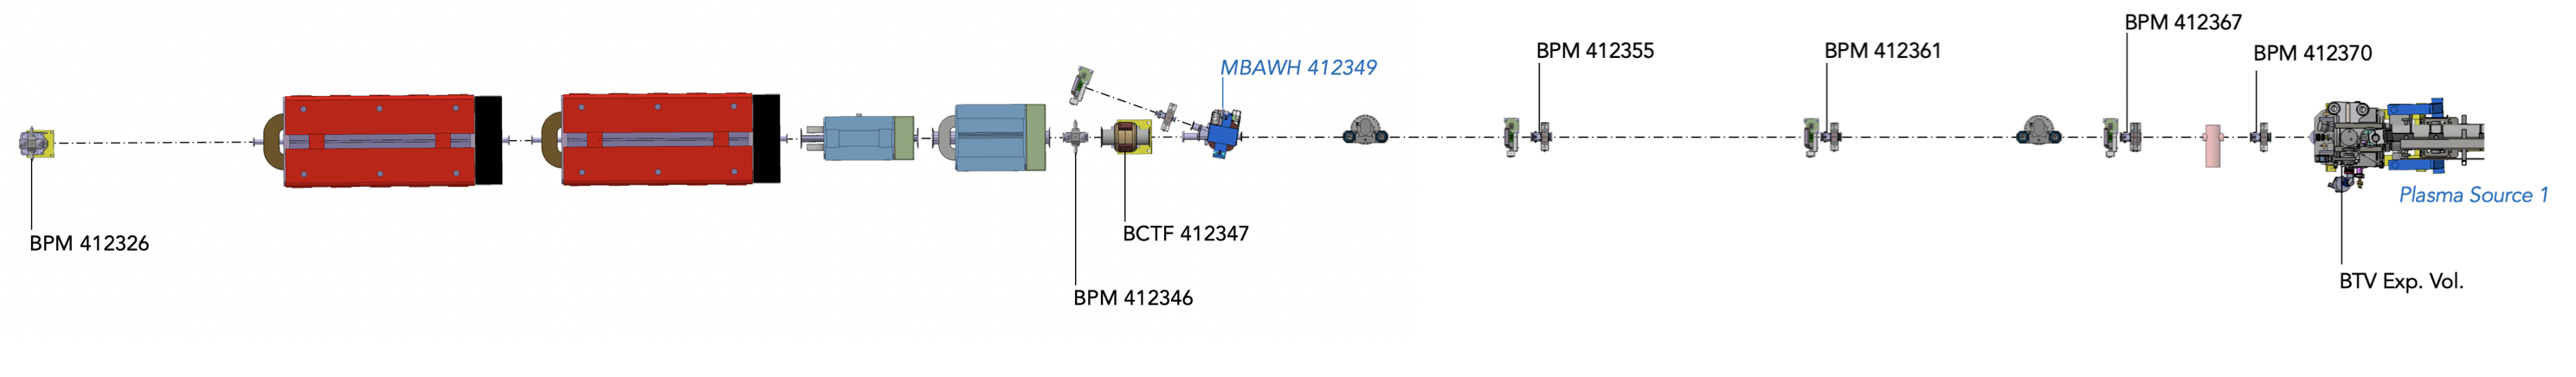 BPM 412367
BPM 412355
BPM 412361
BPM 412370
MBAWH 412349
Plasma Source 1
BCTF 412347
BPM 412326
BTV Exp. Vol.
BPM 412346